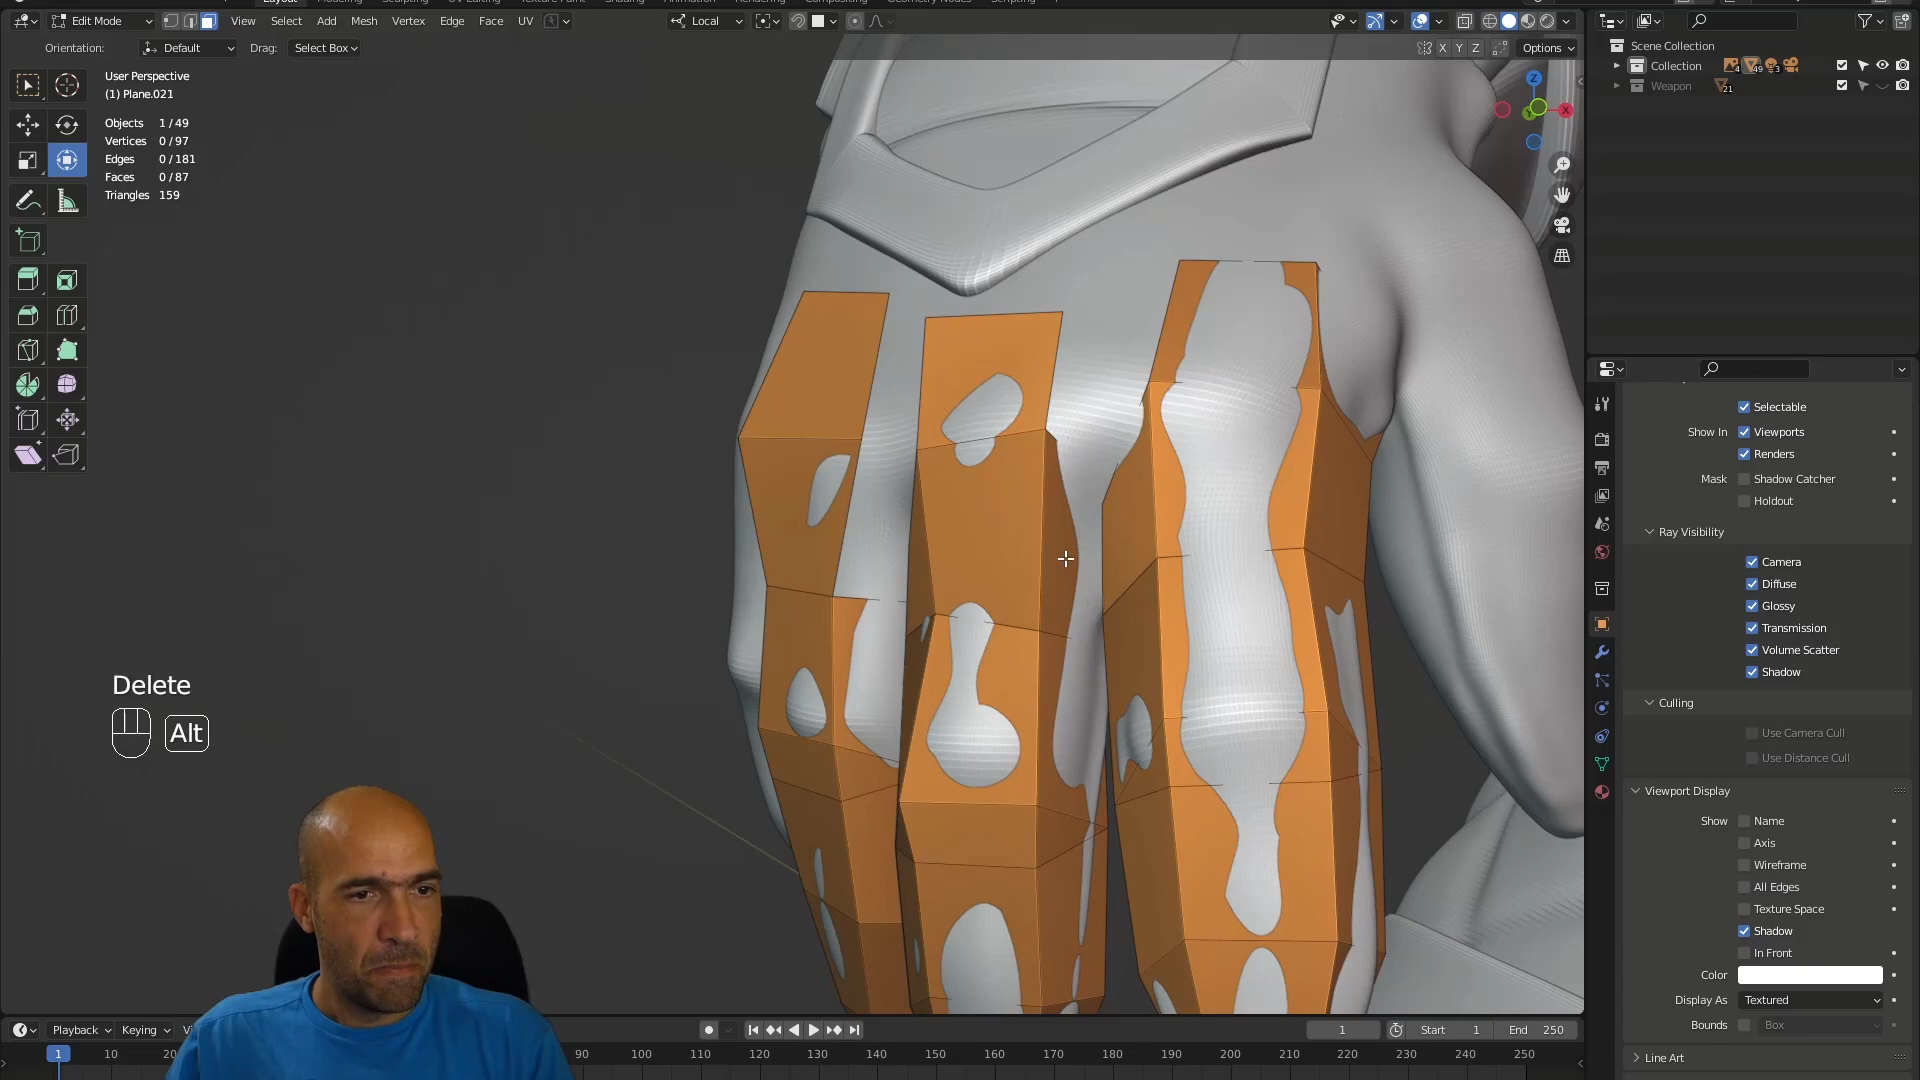 Edit Mode
View
Select
Add
Mesh
Vertex
Edge
Face
UV
Local
Orientation:
Default
Drag:
Select Box
X
Y
Z
Options
User Perspective
(1) Plane.021
Objects 1 / 49
Vertices 0 / 97
Edges 0 / 181
Faces 0 / 87
Triangles 159
Z
X
Scene Collection
Collection
4
49
3
Weapon
21
Selectable
Show In
Viewports
Renders
Mask
Shadow Catcher
Holdout
Ray Visibility
Camera
Diffuse
Glossy
Transmission
Volume Scatter
Shadow
Culling
Use Camera Cull
Use Distance Cull
Viewport Display
Show
Name
Axis
Wireframe
All Edges
Texture Space
Shadow
In Front
Color
Display As
Textured
Bounds
Box
Line Art
Delete
Alt
Playback
Keying
1
Start 1
End 250
1 10 20 90 100 110 120 130 140 150 160 170 180 190 200 210 220 230 240 250